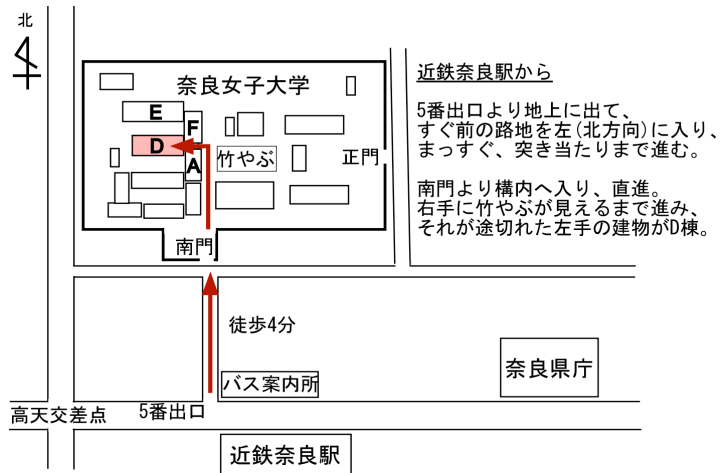 北
奈良女子大学
E
F
D
A
竹やぶ
正門
南門
近鉄奈良駅から
5番出口より地上に出て、
すぐ前の路地を左(北方向)に入り、
まっすぐ、突き当たりまで進む。
南門より構内へ入り、直進。
右手に竹やぶが見えるまで進み、
それが途切れた左手の建物がD棟。
徒歩4分
奈良県庁
バス案内所
5番出口
高天交差点
近鉄奈良駅